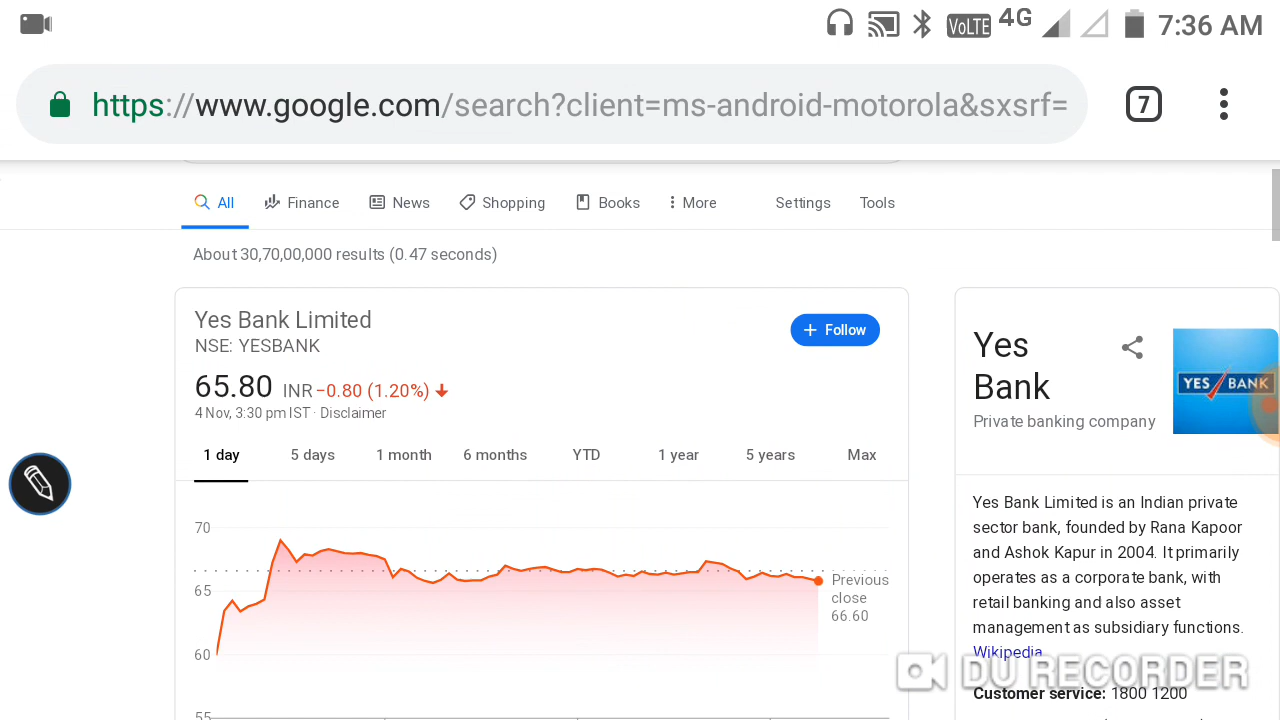 VoLTE 4G 7:36 AM
https://www.google.com/search?client=ms-android-motorola&sxsrf=
7
All Finance News Shopping Books More Settings Tools
About 30,70,00,000 results (0.47 seconds)
Yes Bank Limited
NSE: YESBANK
Follow
65.80 INR −0.80 (1.20%)
4 Nov, 3:30 pm IST · Disclaimer
1 day 5 days 1 month 6 months YTD 1 year 5 years Max
70
65
60
55
Previous
close
66.60
Yes
Bank
Private banking company
YES BANK
Yes Bank Limited is an Indian private
sector bank, founded by Rana Kapoor
and Ashok Kapur in 2004. It primarily
operates as a corporate bank, with
retail banking and also asset
management as subsidiary functions.
Wikipedia
Customer service: 1800 1200
DU RECORDER